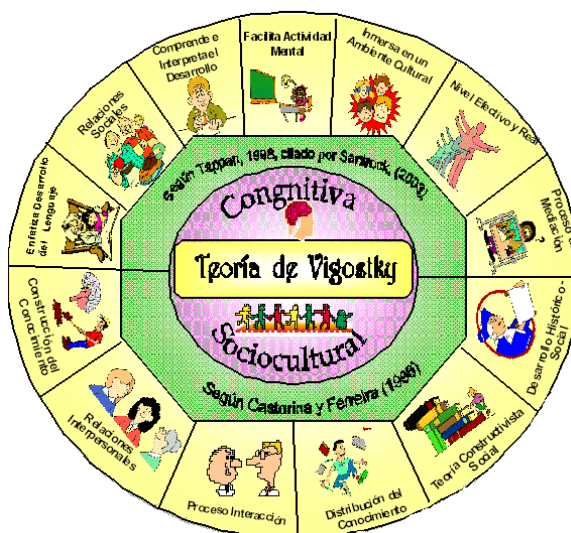 Congnitiva
Teoría de Vigostky
Sociocultural
Según Tappan, 1998, citado por Santrock, (2003).
Según Castorina y Ferreira (1998)
Enfatiza Desarrollo
del Lenguaje
Relaciones
Sociales
Comprende e
Interpreta el
Desarrollo
Facilita Actividad
Mental
Inmersa en un
Ambiente Cultural
Nivel Efectivo y Real
Proceso de
Mediación
?
Desarrollo Histórico -
Social
Teoría Constructivista
Social
Distribución del
Conocimiento
Proceso Interacción
Relaciones
Interpersonales
Construcción del
Conocimiento